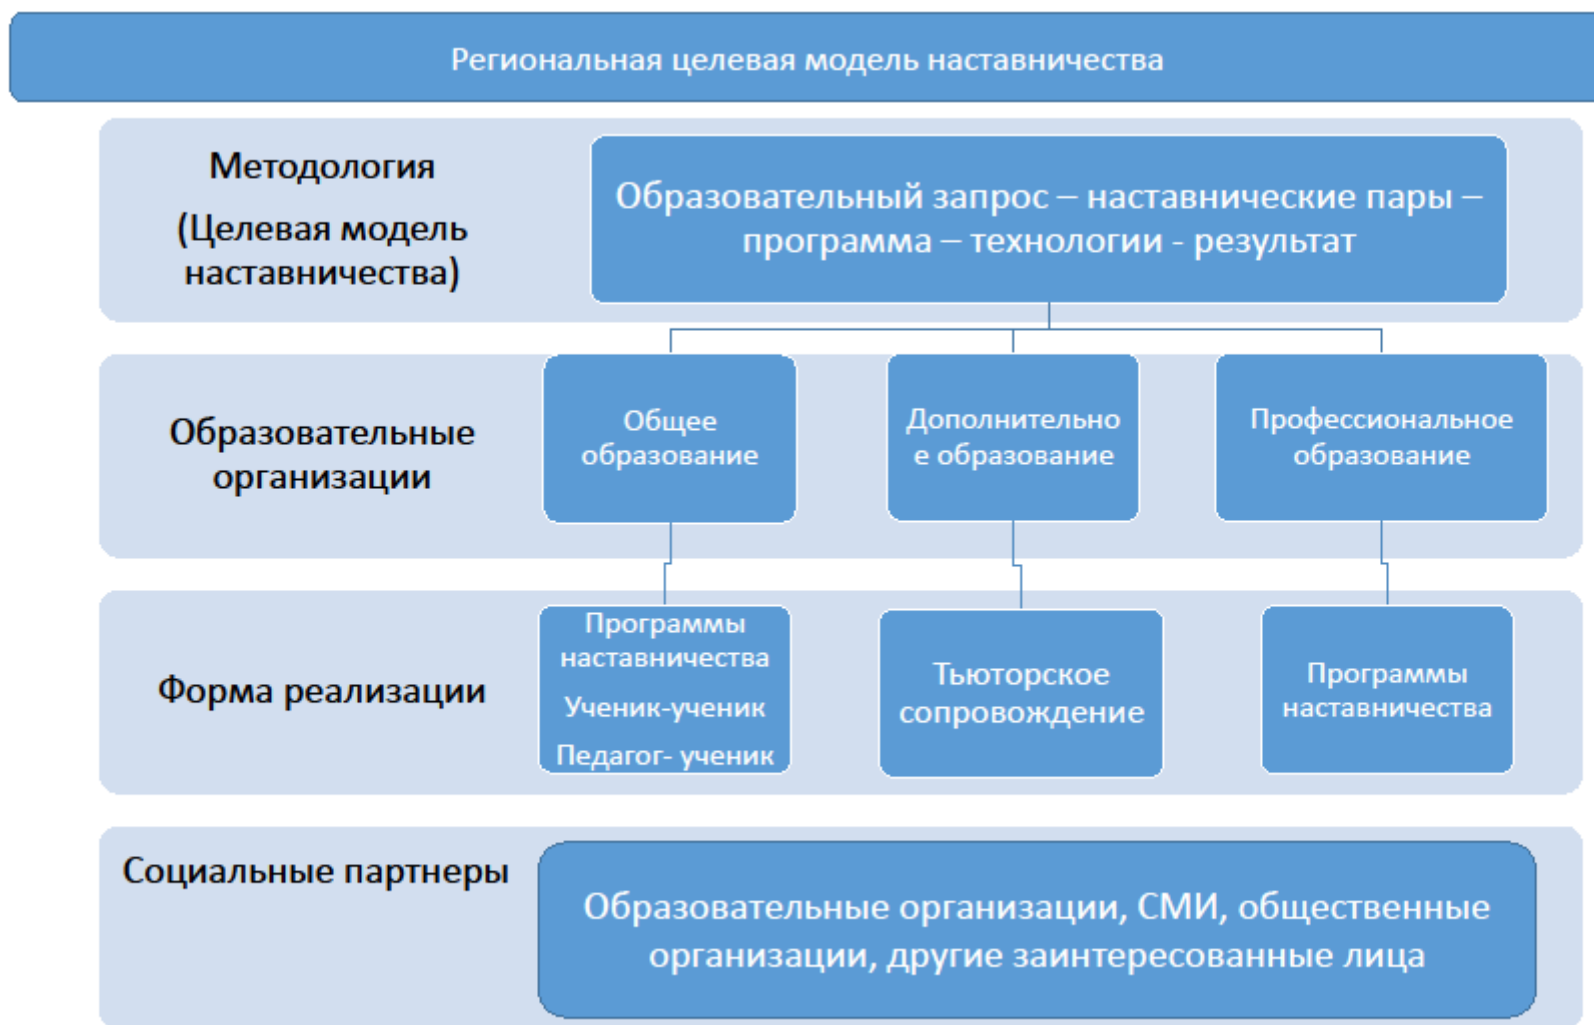 Региональная целевая модель наставничества
Методология
(Целевая модель
наставничества)
Образовательный запрос – наставнические пары –
программа – технологии - результат
Образовательные
организации
Общее
образование
Дополнительно
е образование
Профессиональное
образование
Форма реализации
Программы
наставничества
Ученик-ученик
Педагог- ученик
Тьюторское
сопровождение
Программы
наставничества
Социальные партнеры
Образовательные организации, СМИ, общественные
организации, другие заинтересованные лица